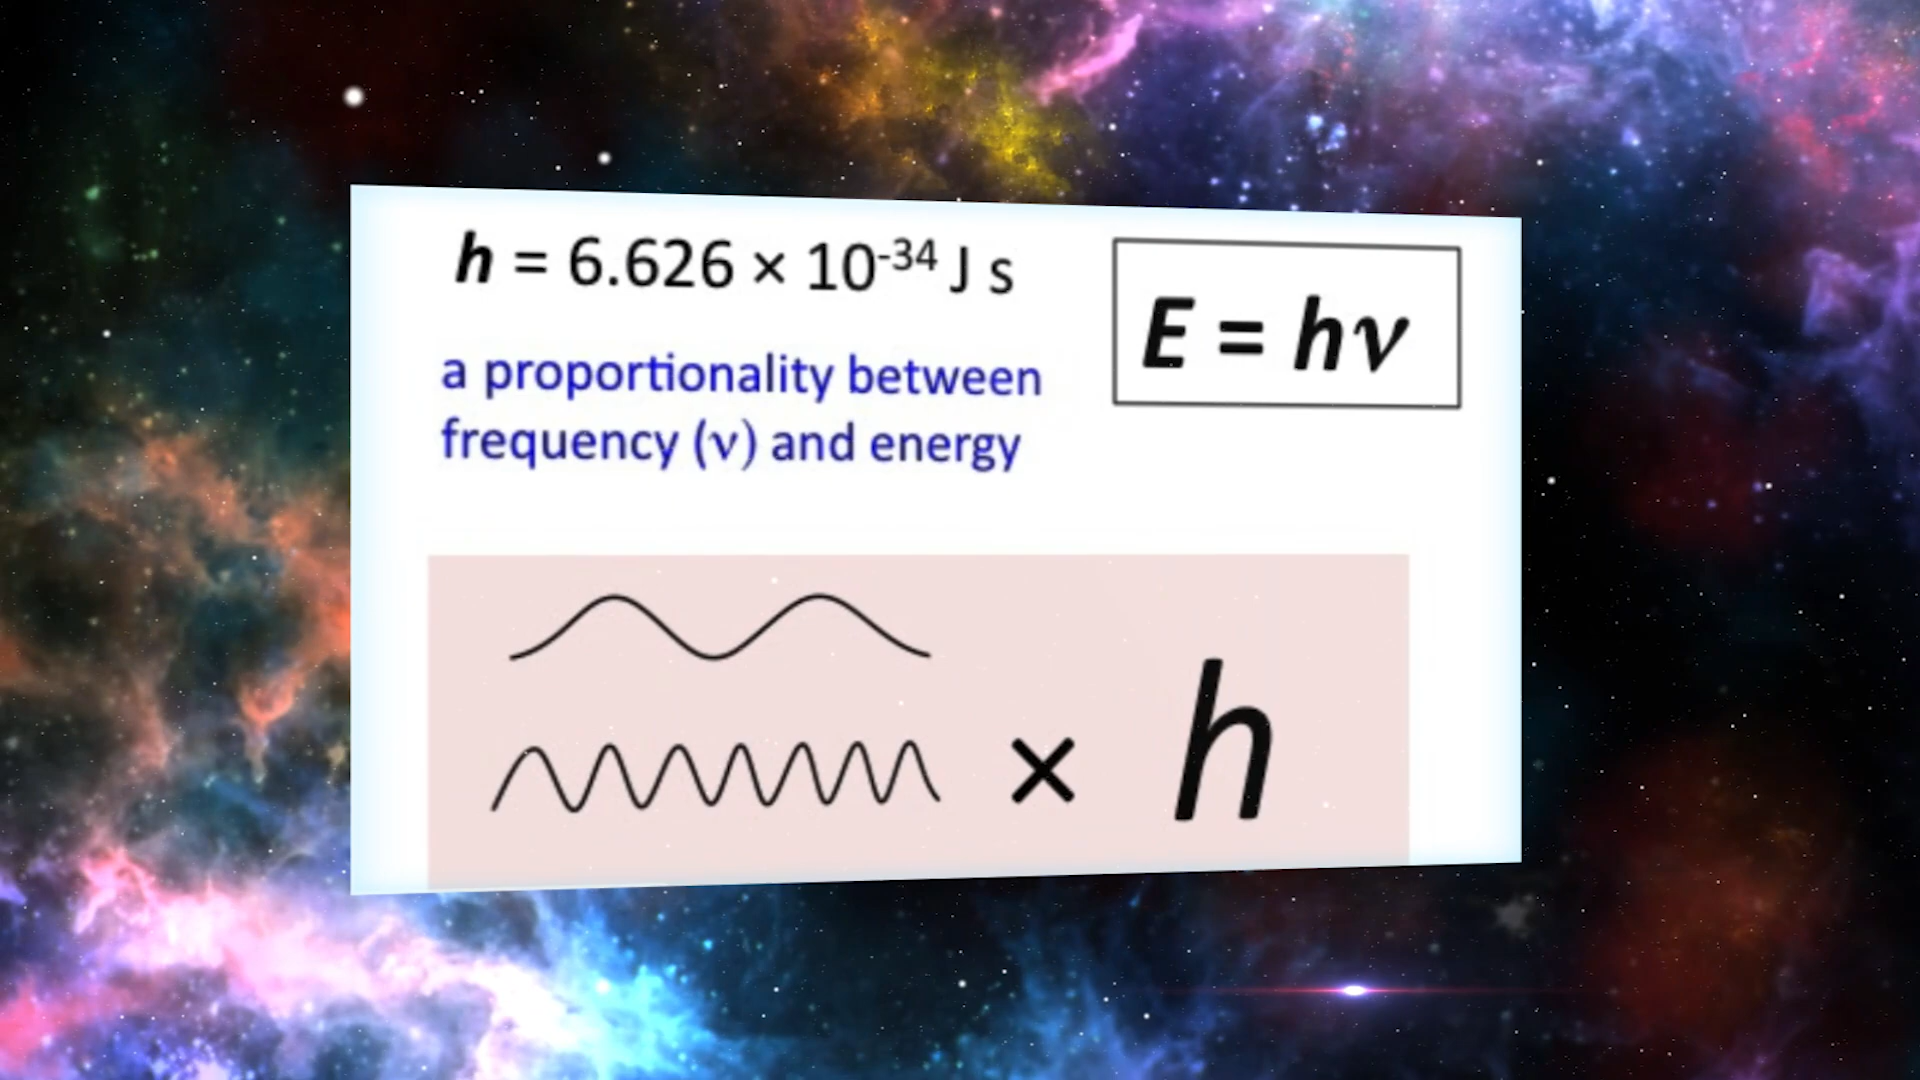 h = 6.626 × 10⁻³⁴ J s
E = hν
a proportionality between
frequency (ν) and energy
× h